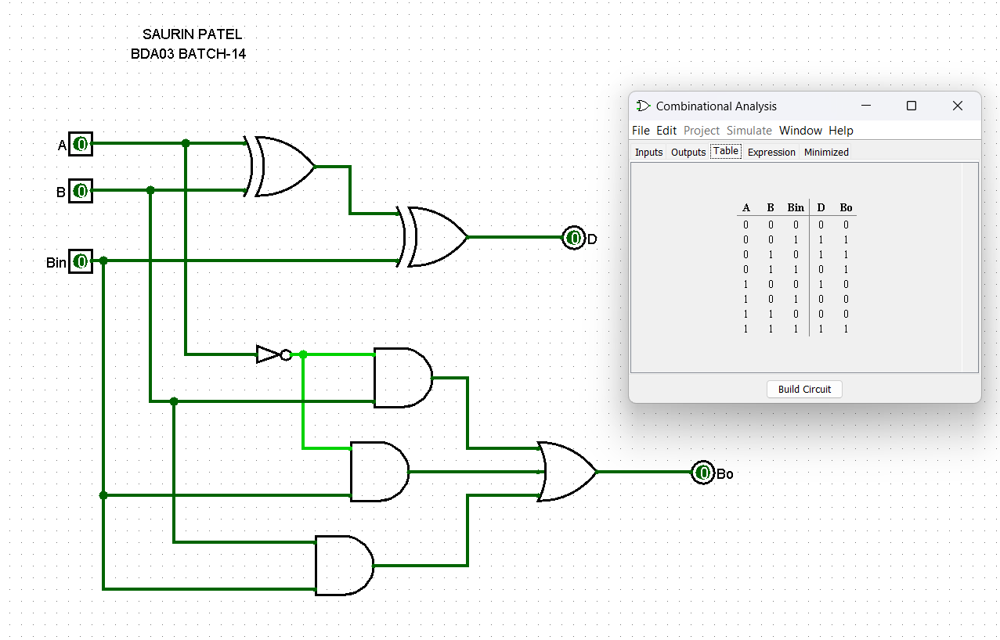 SAURIN PATEL
BDA03 BATCH-14
A 0
B 0
Bin 0
0 D
0 Bo
Combinational Analysis
File Edit Project Simulate Window Help
Inputs Outputs Table Expression Minimized
A B Bin D Bo
0 0 0 0 0
0 0 1 1 1
0 1 0 1 1
0 1 1 0 1
1 0 0 1 0
1 0 1 0 0
1 1 0 0 0
1 1 1 1 1
Build Circuit